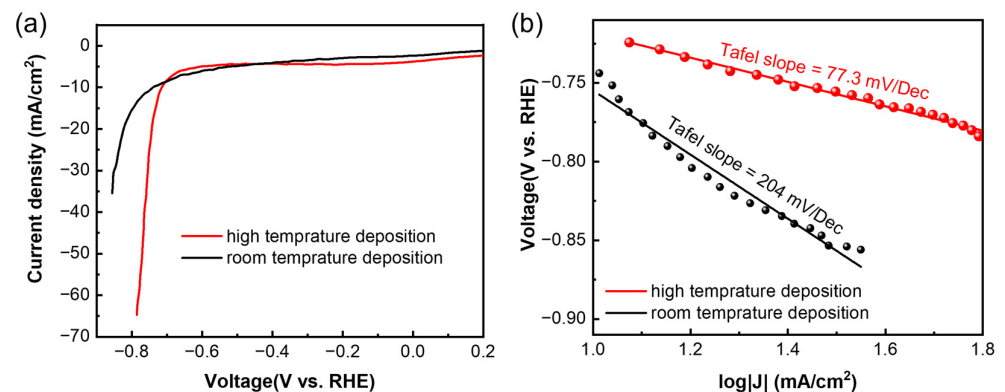 (a)
Current density (mA/cm²)
0
−10
−20
−30
−40
−50
−60
−70
high temprature deposition
room temprature deposition
−0.8
−0.6
−0.4
−0.2
0.0
0.2
Voltage(V vs. RHE)
(b)
Voltage(V vs. RHE)
−0.75
−0.80
−0.85
−0.90
Tafel slope = 77.3 mV/Dec
Tafel slope = 204 mV/Dec
high temprature deposition
room temprature deposition
1.0
1.2
1.4
1.6
1.8
log|J| (mA/cm²)